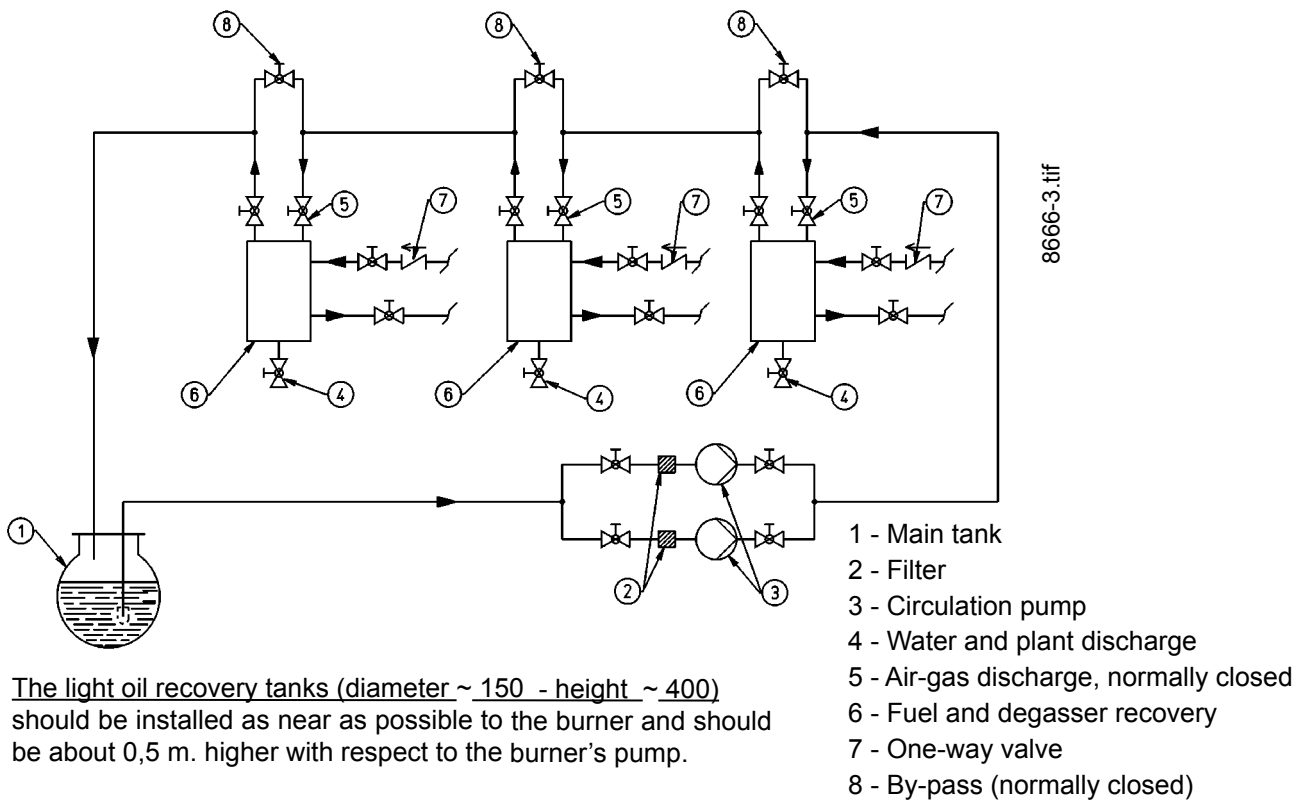 8 8 8
5 7 5 7 5 7
6 4 6 4 6 4
8666-3.tif
1
2 3
1 - Main tank
2 - Filter
3 - Circulation pump
4 - Water and plant discharge
5 - Air-gas discharge, normally closed
6 - Fuel and degasser recovery
7 - One-way valve
8 - By-pass (normally closed)
The light oil recovery tanks (diameter ~ 150 - height ~ 400)
should be installed as near as possible to the burner and should
be about 0,5 m. higher with respect to the burner's pump.